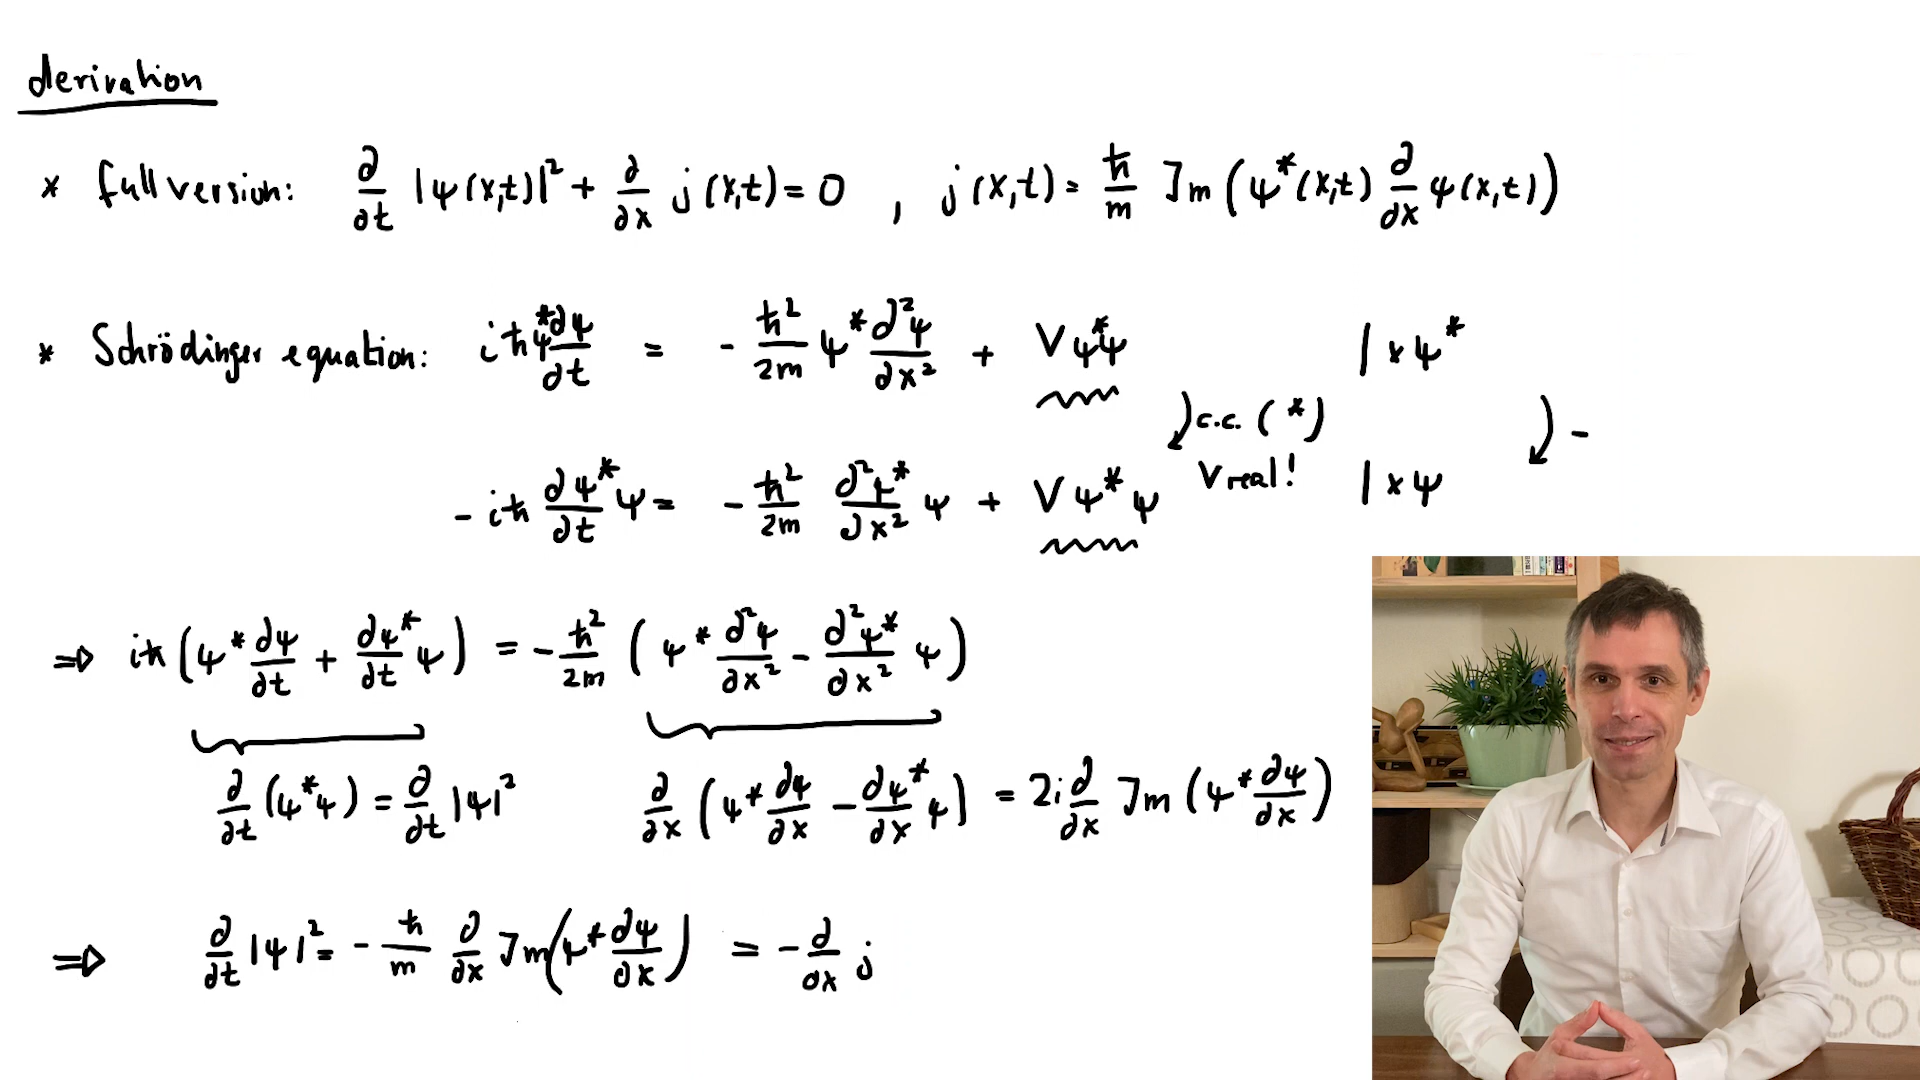 derivation
* full version: ∂/∂t |ψ(x,t)|² + ∂/∂x j(x,t) = 0 , j(x,t) = ħ/m Im(ψ*(x,t) ∂/∂x ψ(x,t))
* Schrödinger equation: iħ ψ* ∂ψ/∂t = - ħ²/2m ψ* ∂²ψ/∂x² + Vψ*ψ | × ψ*
c.c. (*) -
V real!
- iħ ∂ψ*/∂t ψ = - ħ²/2m ∂²ψ*/∂x² ψ + Vψ*ψ | × ψ
⇒ iħ (ψ* ∂ψ/∂t + ∂ψ*/∂t ψ) = - ħ²/2m (ψ* ∂²ψ/∂x² - ∂²ψ*/∂x² ψ)
∂/∂t (ψ*ψ) = ∂/∂t |ψ|² ∂/∂x (ψ* ∂ψ/∂x - ∂ψ*/∂x ψ) = 2i ∂/∂x Im (ψ* ∂ψ/∂x)
⇒ ∂/∂t |ψ|² = - ħ/m ∂/∂x Im(ψ* ∂ψ/∂x) = - ∂/∂x j